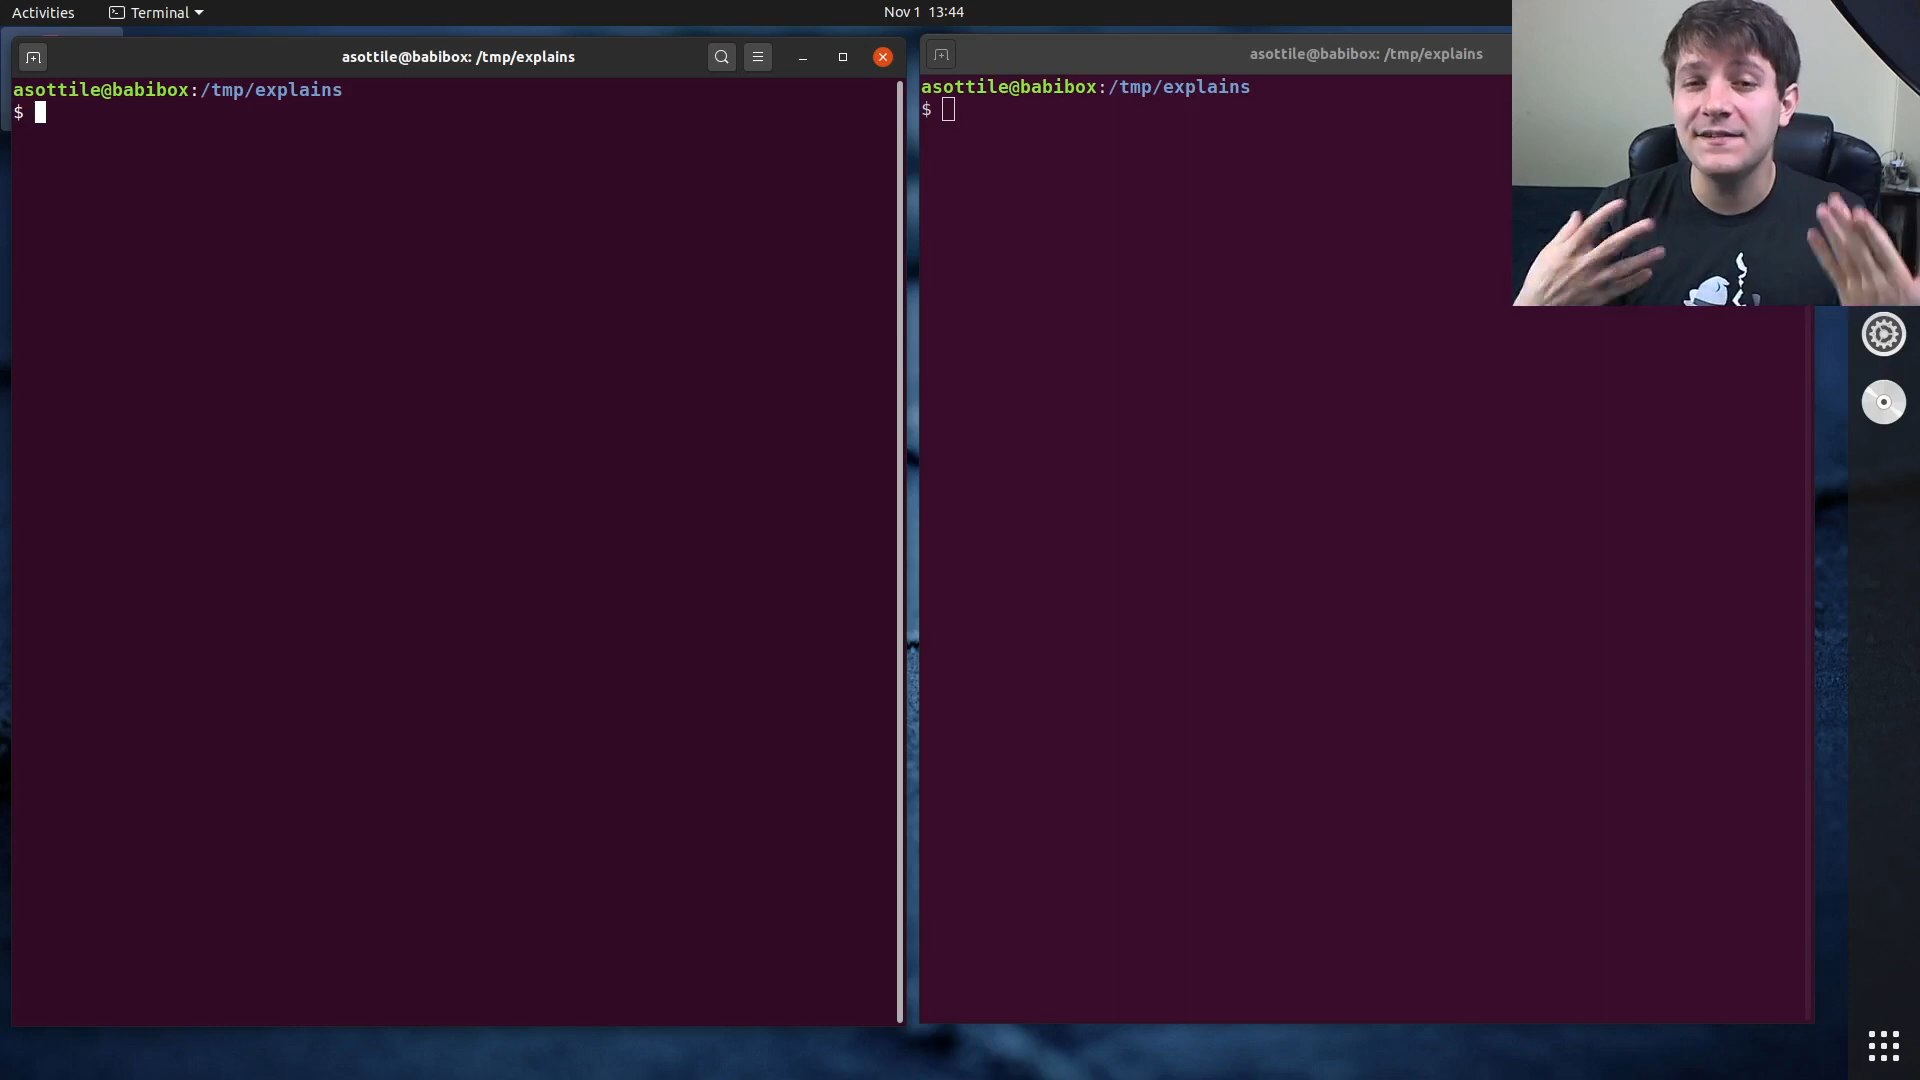 Activities
Terminal
Nov 1 13:44
asottile@babibox: /tmp/explains
asottile@babibox:/tmp/explains
$
asottile@babibox: /tmp/explains
asottile@babibox:/tmp/explains
$